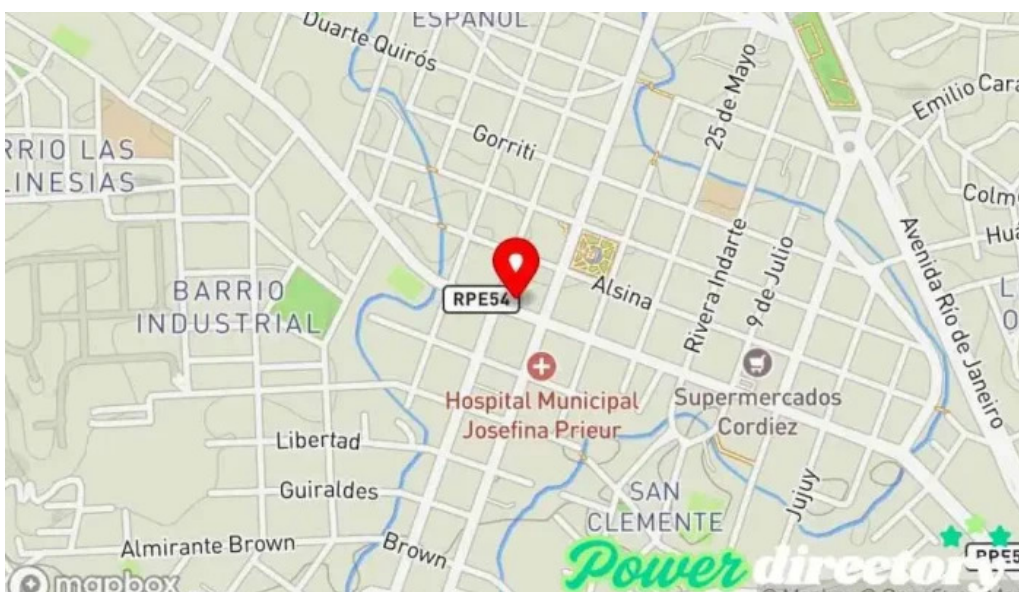 ESPAÑOL
Duarte Quirós
25 de Mayo
Emilio Cara
Gorriti
RRIO LAS
LINESIAS
Colm
Huá
Avenida Río de Janeiro
Rivera Indarte
9 de Julio
Alsina
BARRIO
INDUSTRIAL
RPE54
L
O
Hospital Municipal
Josefina Prieur
Supermercados
Cordiez
Libertad
Guiraldes
SAN
CLEMENTE
Jujuy
Almirante Brown
Brown
RPE5
Power directory
mapbox